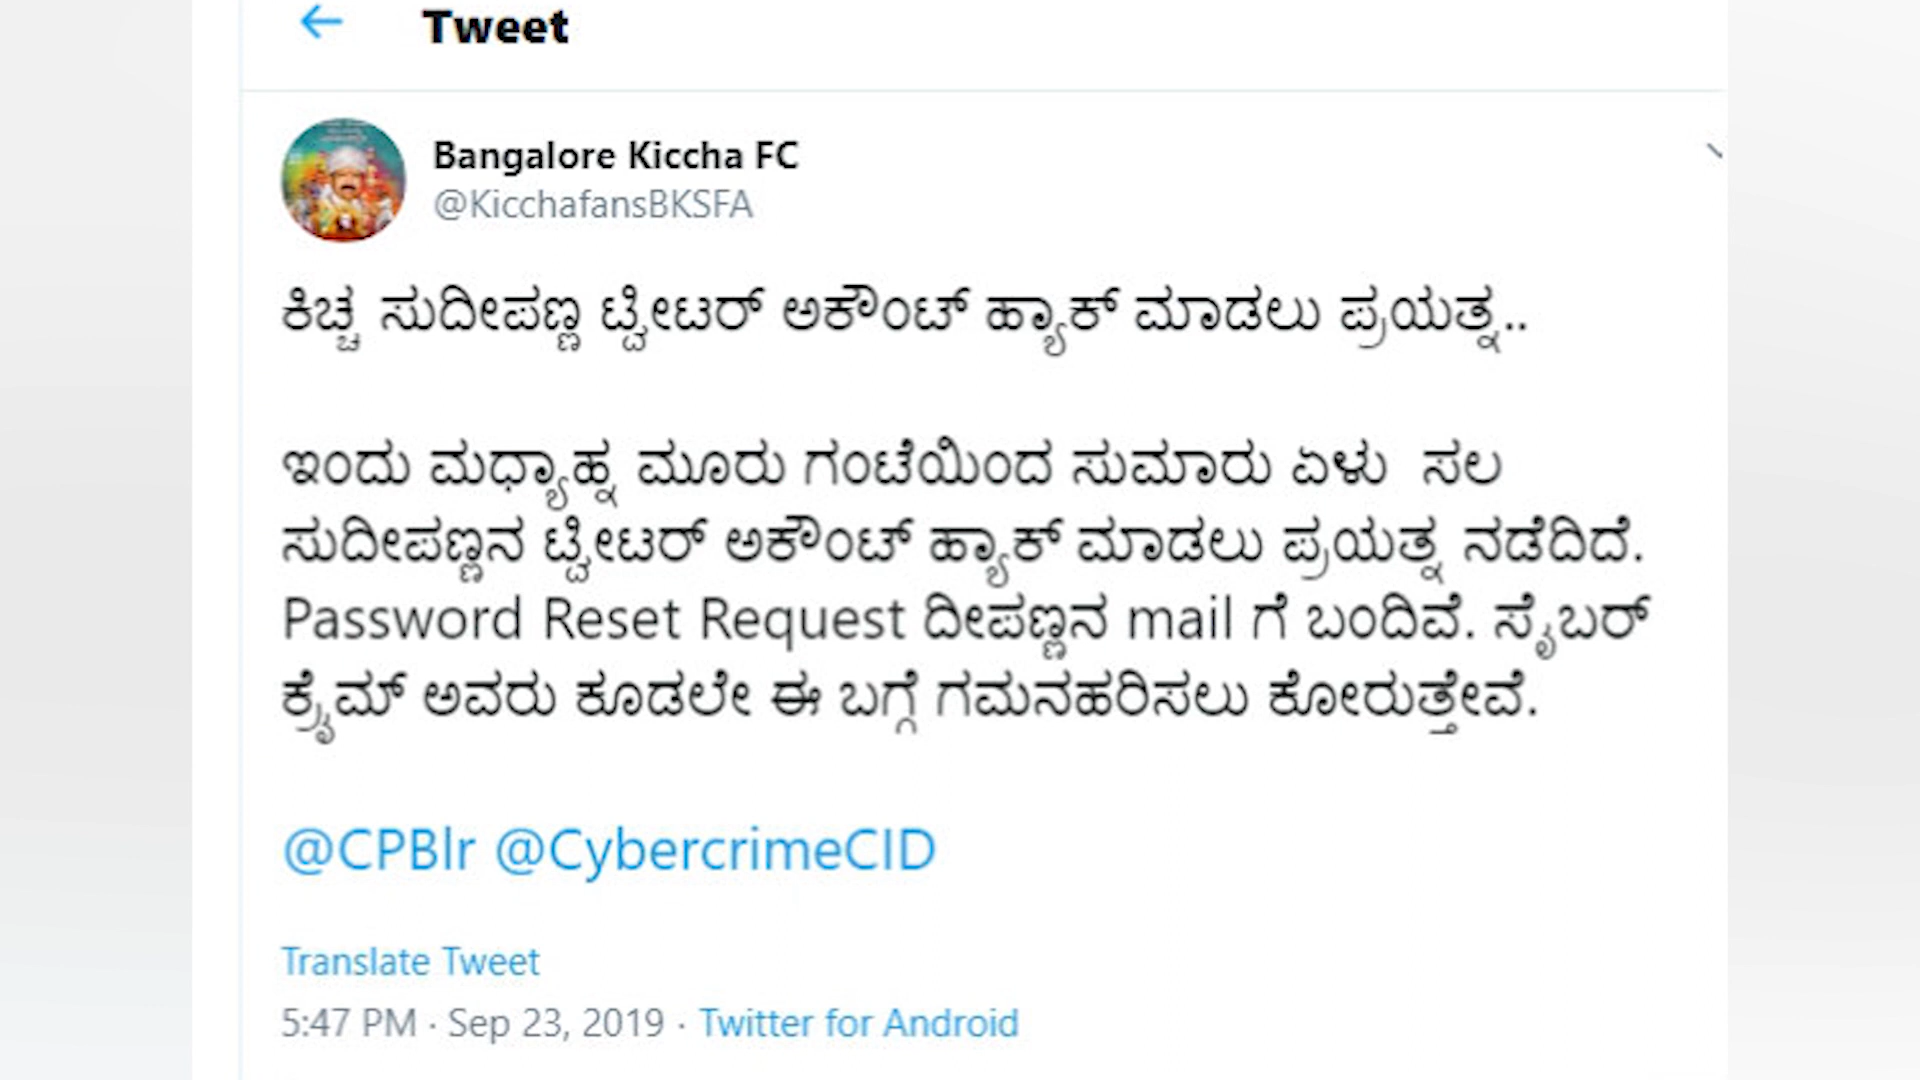 Tweet
Bangalore Kiccha FC
@KicchafansBKSFA
ಕಿಚ್ಚ ಸುದೀಪಣ್ಣ ಟ್ವೀಟರ್ ಅಕೌಂಟ್ ಹ್ಯಾಕ್ ಮಾಡಲು ಪ್ರಯತ್ನ..
ಇಂದು ಮಧ್ಯಾಹ್ನ ಮೂರು ಗಂಟೆಯಿಂದ ಸುಮಾರು ಏಳು ಸಲ
ಸುದೀಪಣ್ಣನ ಟ್ವೀಟರ್ ಅಕೌಂಟ್ ಹ್ಯಾಕ್ ಮಾಡಲು ಪ್ರಯತ್ನ ನಡೆದಿದೆ.
Password Reset Request ದೀಪಣ್ಣನ mail ಗೆ ಬಂದಿವೆ. ಸೈಬರ್
ಕ್ರೈಮ್ ಅವರು ಕೂಡಲೇ ಈ ಬಗ್ಗೆ ಗಮನಹರಿಸಲು ಕೋರುತ್ತೇವೆ.
@CPBlr @CybercrimeCID
Translate Tweet
5:47 PM · Sep 23, 2019 · Twitter for Android